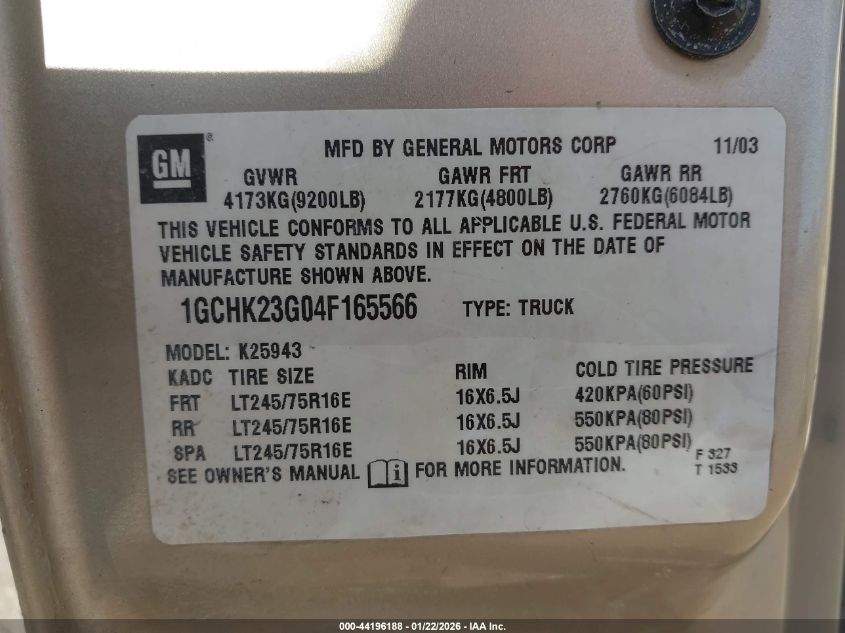 GM ®
MFD BY GENERAL MOTORS CORP 11/03
GVWR GAWR FRT GAWR RR
4173KG(9200LB) 2177KG(4800LB) 2760KG(6084LB)
THIS VEHICLE CONFORMS TO ALL APPLICABLE U.S. FEDERAL MOTOR
VEHICLE SAFETY STANDARDS IN EFFECT ON THE DATE OF
MANUFACTURE SHOWN ABOVE.
1GCHK23G04F165566 TYPE: TRUCK
MODEL: K25943
KADC TIRE SIZE RIM COLD TIRE PRESSURE
FRT LT245/75R16E 16X6.5J 420KPA(60PSI)
RR LT245/75R16E 16X6.5J 550KPA(80PSI)
SPA LT245/75R16E 16X6.5J 550KPA(80PSI)
SEE OWNER'S MANUAL i FOR MORE INFORMATION.
F 327
T 1533
000-44196188 - 01/22/2026 - IAA Inc.